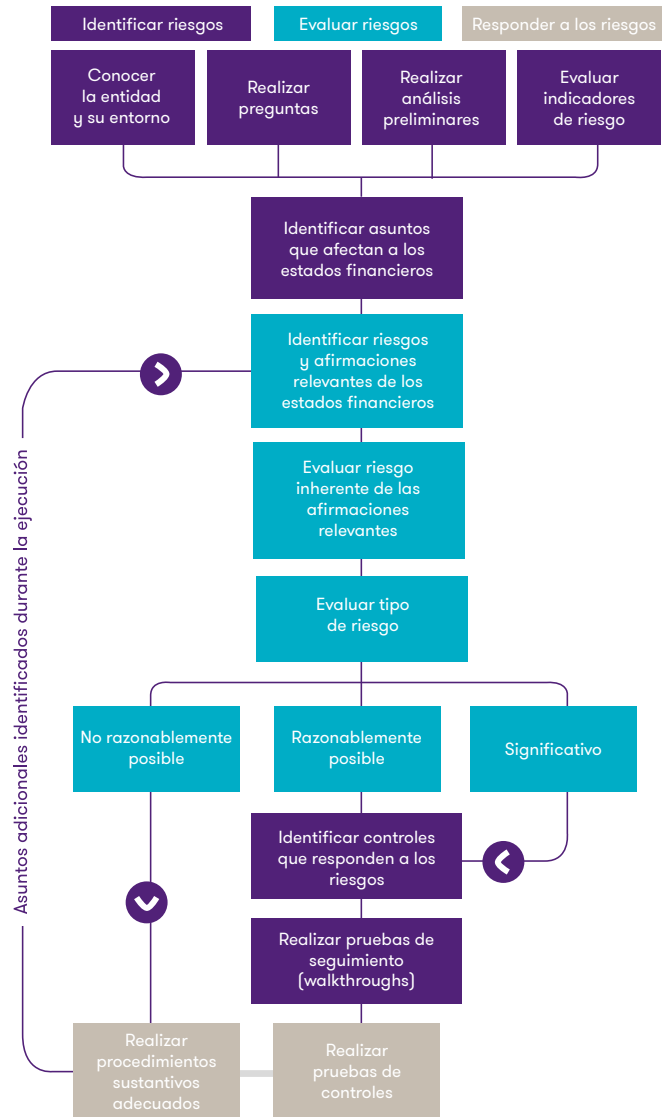 Identificar riesgos
Evaluar riesgos
Responder a los riesgos
Conocer
la entidad
y su entorno
Realizar
preguntas
Realizar
análisis
preliminares
Evaluar
indicadores
de riesgo
Identificar asuntos
que afectan a los
estados financieros
Identificar riesgos
y afirmaciones
relevantes de los
estados financieros
Evaluar riesgo
inherente de las
afirmaciones
relevantes
Evaluar tipo
de riesgo
No razonablemente
posible
Razonablemente
posible
Significativo
Identificar controles
que responden a los
riesgos
Realizar pruebas de
seguimiento
(walkthroughs)
Realizar
procedimientos
sustantivos
adecuados
Realizar
pruebas de
controles
Asuntos adicionales identificados durante la ejecución